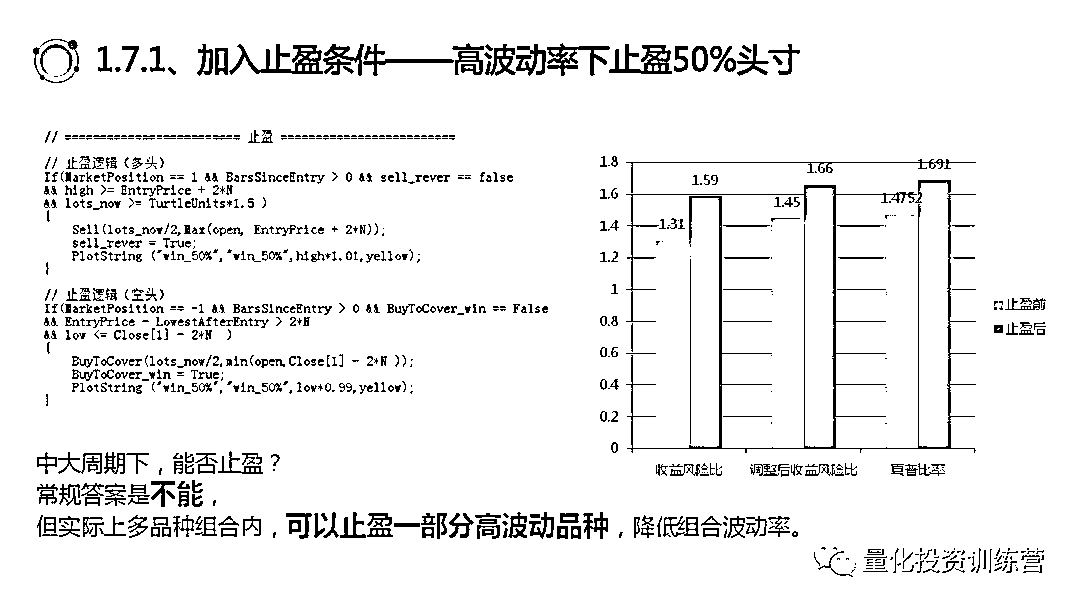 1.7.1、加入止盈条件——高波动率下止盈50%头寸
// ========================= 止盈 =========================
// 止盈逻辑（多头）
If(MarketPosition == 1 && BarsSinceEntry > 0 && sell_rever == false
&& high >= EntryPrice + 2*N
&& lots_now >= TurtleUnits*1.5 )
{
Sell(lots_now/2,Max(open, EntryPrice + 2*N));
sell_rever = True;
PlotString ("win_50%","win_50%",high*1.01,yellow);
}
// 止盈逻辑（空头）
If(MarketPosition == -1 && BarsSinceEntry > 0 && BuyToCover_win == False
&& EntryPrice - LowestAfterEntry > 2*N
&& low <= Close[1] - 2*N )
{
BuyToCover(lots_now/2,min(open,Close[1] - 2*N ));
BuyToCover_win = True;
PlotString ("win_50%","win_50%",low*0.99,yellow);
}
1.8
1.6
1.4
1.2
1
0.8
0.6
0.4
0.2
0
1.31
1.59
1.45
1.66
1.4752
1.691
收益风险比
调整后收益风险比
夏普比率
止盈前
止盈后
中大周期下，能否止盈？
常规答案是不能，
但实际上多品种组合内，可以止盈一部分高波动品种，降低组合波动率。
量化投资训练营